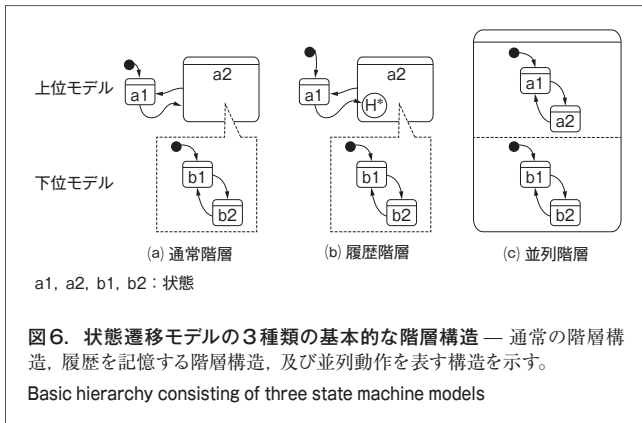 上位モデル
a1
a2
a1
a2
H*
a1
a2
下位モデル
b1
b2
b1
b2
b1
b2
(a) 通常階層
(b) 履歴階層
(c) 並列階層
a1, a2, b1, b2:状態
図6. 状態遷移モデルの3種類の基本的な階層構造 — 通常の階層構
造, 履歴を記憶する階層構造, 及び並列動作を表す構造を示す。
Basic hierarchy consisting of three state machine models